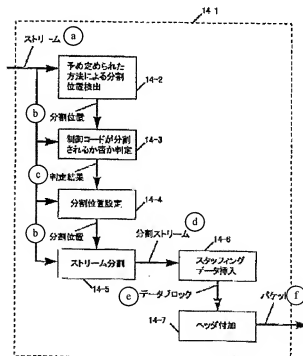 14-1
ストリーム a
予め定められた
方法による分割
位置検出
14-2
b 分割位置
制御コードが分割
されるか否か判定
14-3
c 判定結果
分割位置設定
14-4
b 分割位置
ストリーム分割
14-5
分割ストリーム d
14-6
スタッフィング
データ挿入
e データブロック
ヘッダ付加
14-7
パケット f